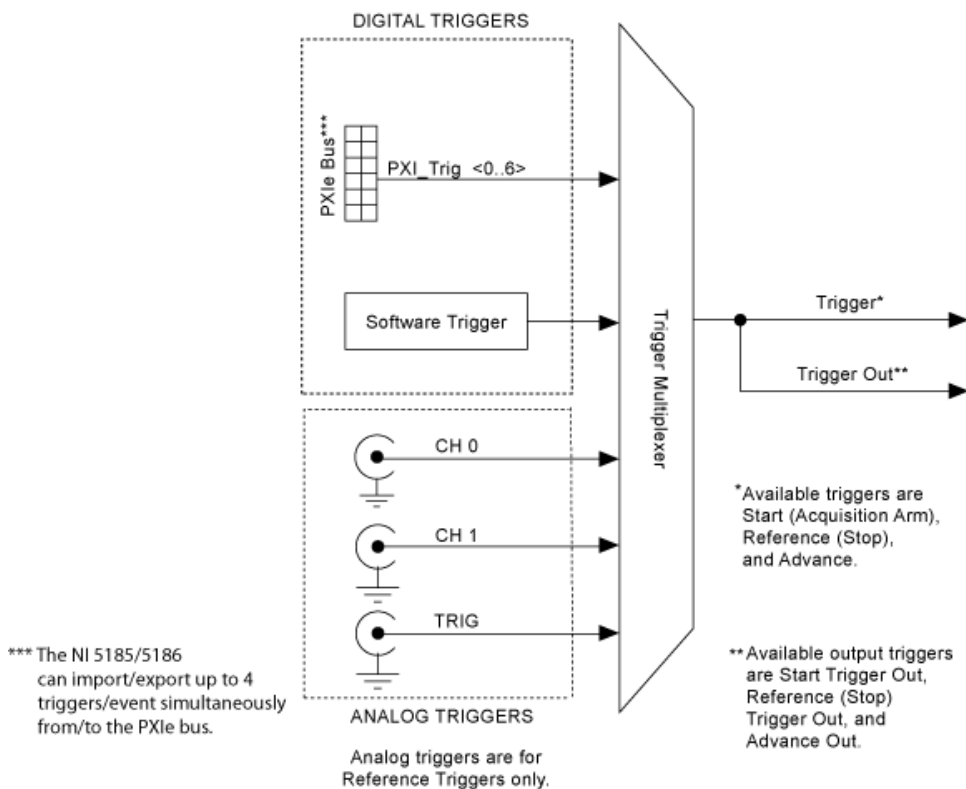 DIGITAL TRIGGERS
PXIe Bus***
PXI_Trig <0..6>
Software Trigger
Trigger Multiplexer
Trigger*
Trigger Out**
CH 0
CH 1
TRIG
ANALOG TRIGGERS
Analog triggers are for
Reference Triggers only.
*Available triggers are
Start (Acquisition Arm),
Reference (Stop),
and Advance.
**Available output triggers
are Start Trigger Out,
Reference (Stop)
Trigger Out, and
Advance Out.
*** The NI 5185/5186
can import/export up to 4
triggers/event simultaneously
from/to the PXIe bus.